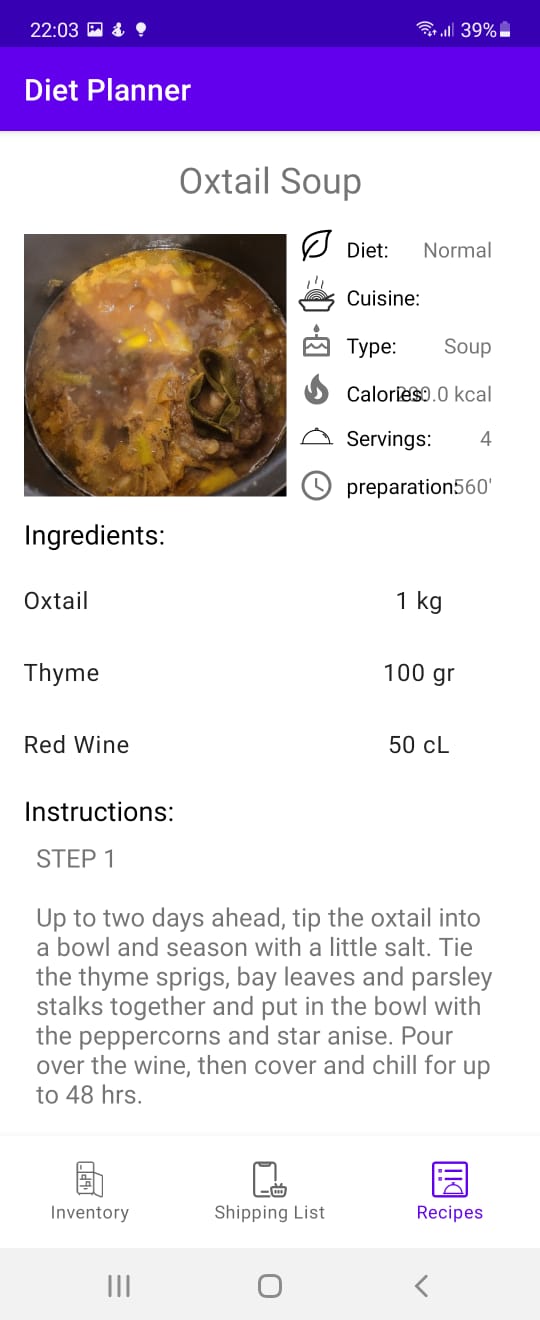 22:03 39%
Diet Planner
Oxtail Soup
Diet: Normal
Cuisine:
Type: Soup
Calories: 200.0 kcal
Servings: 4
preparation: 560'
Ingredients:
Oxtail 1 kg
Thyme 100 gr
Red Wine 50 cL
Instructions:
STEP 1
Up to two days ahead, tip the oxtail into
a bowl and season with a little salt. Tie
the thyme sprigs, bay leaves and parsley
stalks together and put in the bowl with
the peppercorns and star anise. Pour
over the wine, then cover and chill for up
to 48 hrs.
Inventory Shipping List Recipes